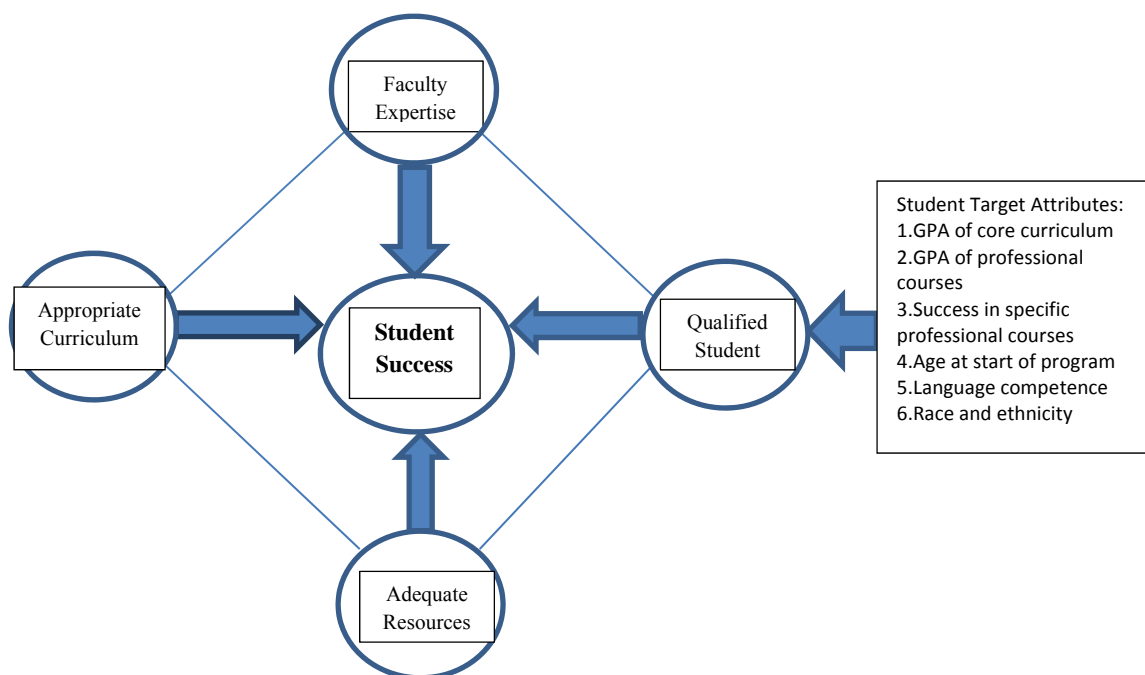 Faculty
Expertise
Appropriate
Curriculum
Student
Success
Qualified
Student
Adequate
Resources
Student Target Attributes:
1.GPA of core curriculum
2.GPA of professional
courses
3.Success in specific
professional courses
4.Age at start of program
5.Language competence
6.Race and ethnicity